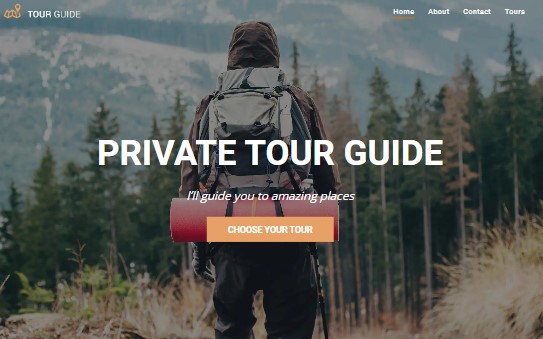 TOUR GUIDE
Home About Contact Tours
PRIVATE TOUR GUIDE
I'll guide you to amazing places
CHOOSE YOUR TOUR